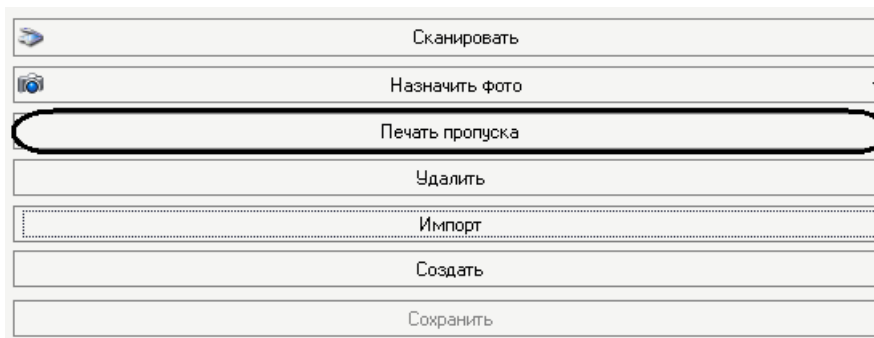 Сканировать
Назначить фото
Печать пропуска
Удалить
Импорт
Создать
Сохранить